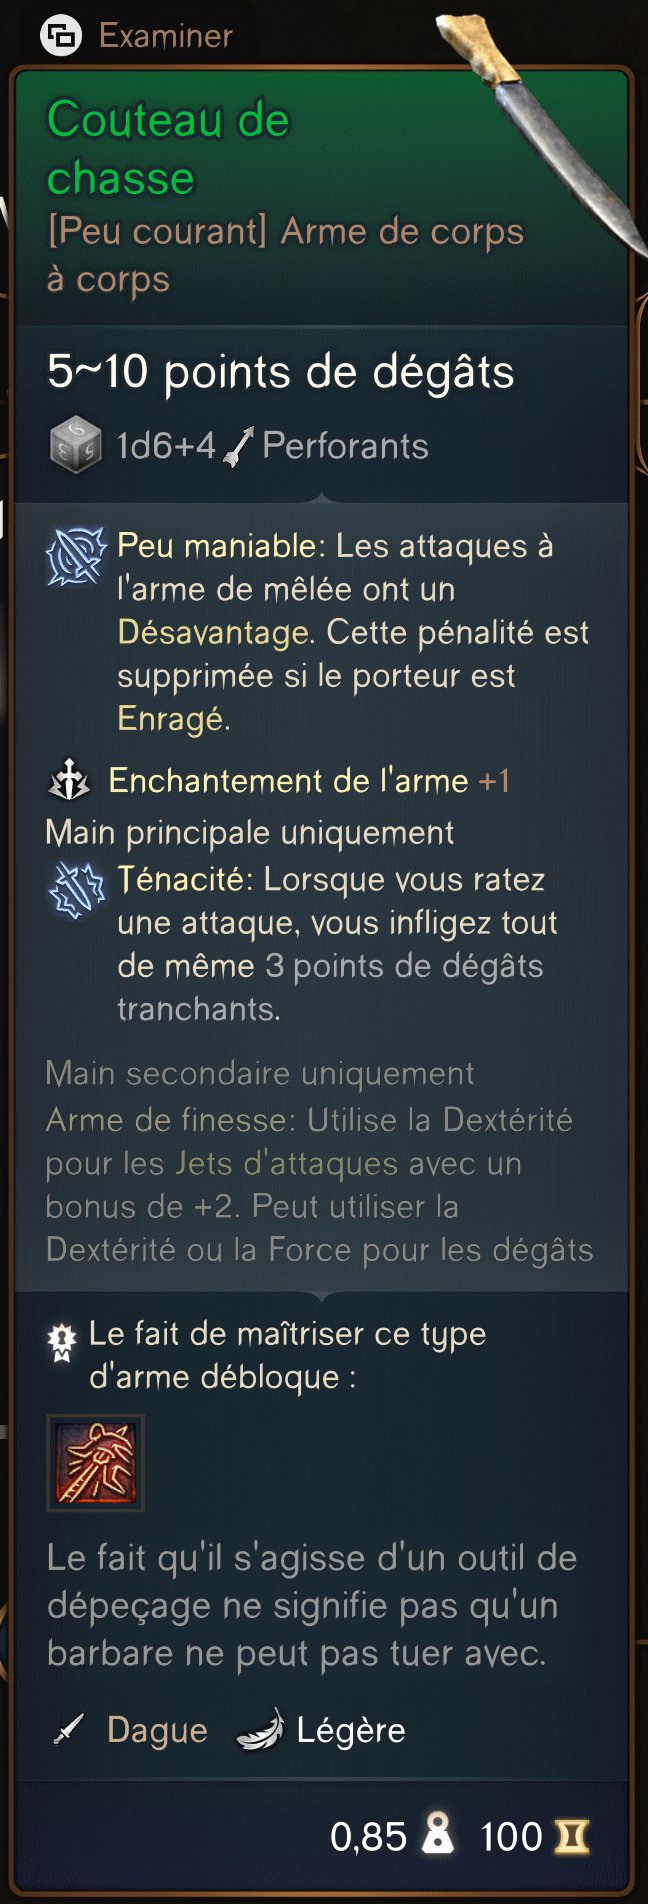 Examiner
Couteau de
chasse
[Peu courant] Arme de corps
à corps
5~10 points de dégâts
1d6+4 Perforants
Peu maniable: Les attaques à
l'arme de mêlée ont un
Désavantage. Cette pénalité est
supprimée si le porteur est
Enragé.
Enchantement de l'arme +1
Main principale uniquement
Ténacité: Lorsque vous ratez
une attaque, vous infligez tout
de même 3 points de dégâts
tranchants.
Main secondaire uniquement
Arme de finesse: Utilise la Dextérité
pour les Jets d'attaques avec un
bonus de +2. Peut utiliser la
Dextérité ou la Force pour les dégâts
Le fait de maîtriser ce type
d'arme débloque :
Le fait qu'il s'agisse d'un outil de
dépeçage ne signifie pas qu'un
barbare ne peut pas tuer avec.
Dague Légère
0,85 100